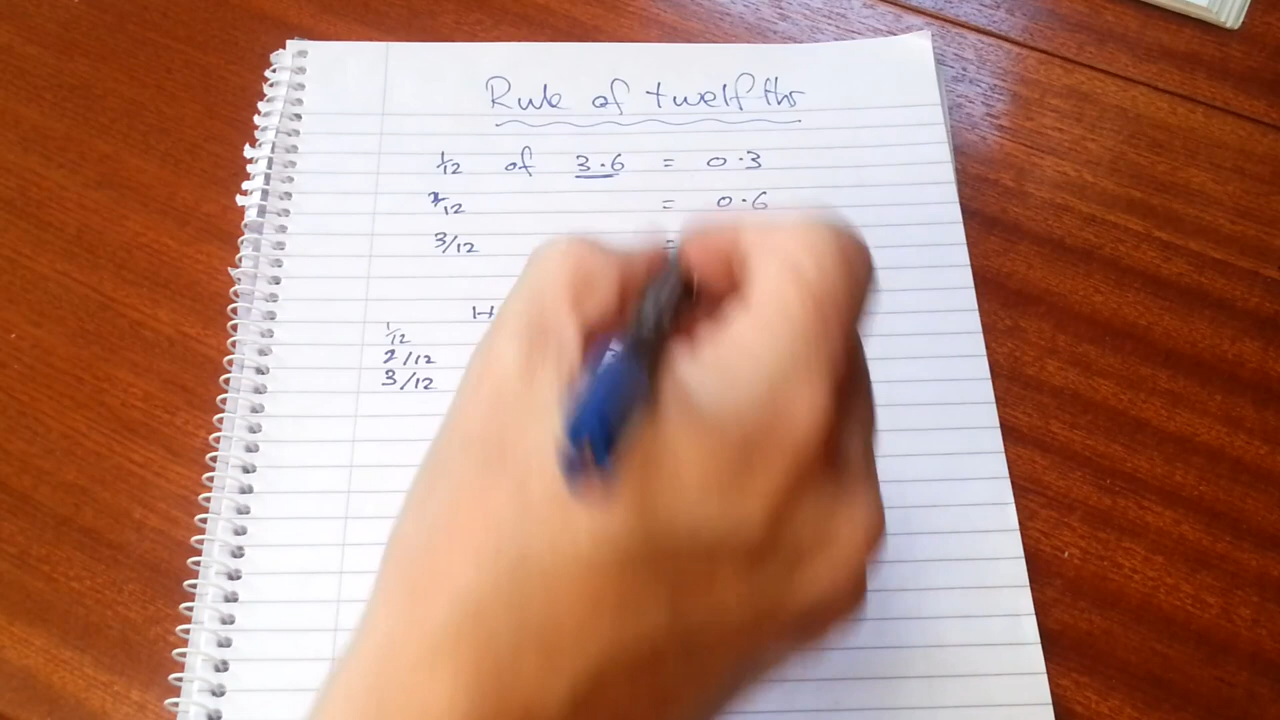 Rule of twelfths
1/12 of 3.6 = 0.3
2/12 = 0.6
3/12 =
H
1/12
2/12
3/12